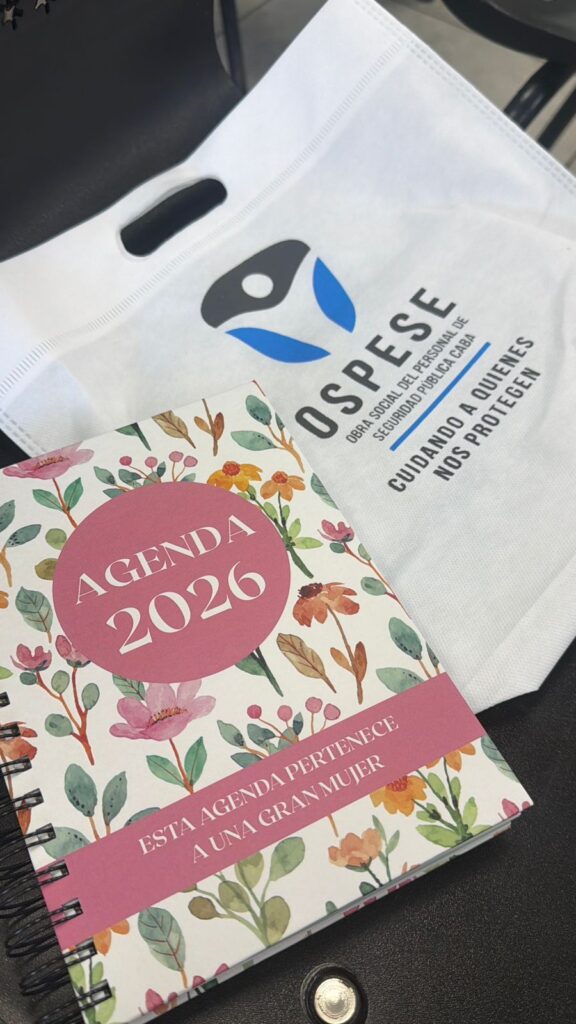 OSPESE
OBRA SOCIAL DEL PERSONAL DE
SEGURIDAD PÚBLICA CABA
CUIDANDO A QUIENES
NOS PROTEGEN
AGENDA
2026
ESTA AGENDA PERTENECE
A UNA GRAN MUJER